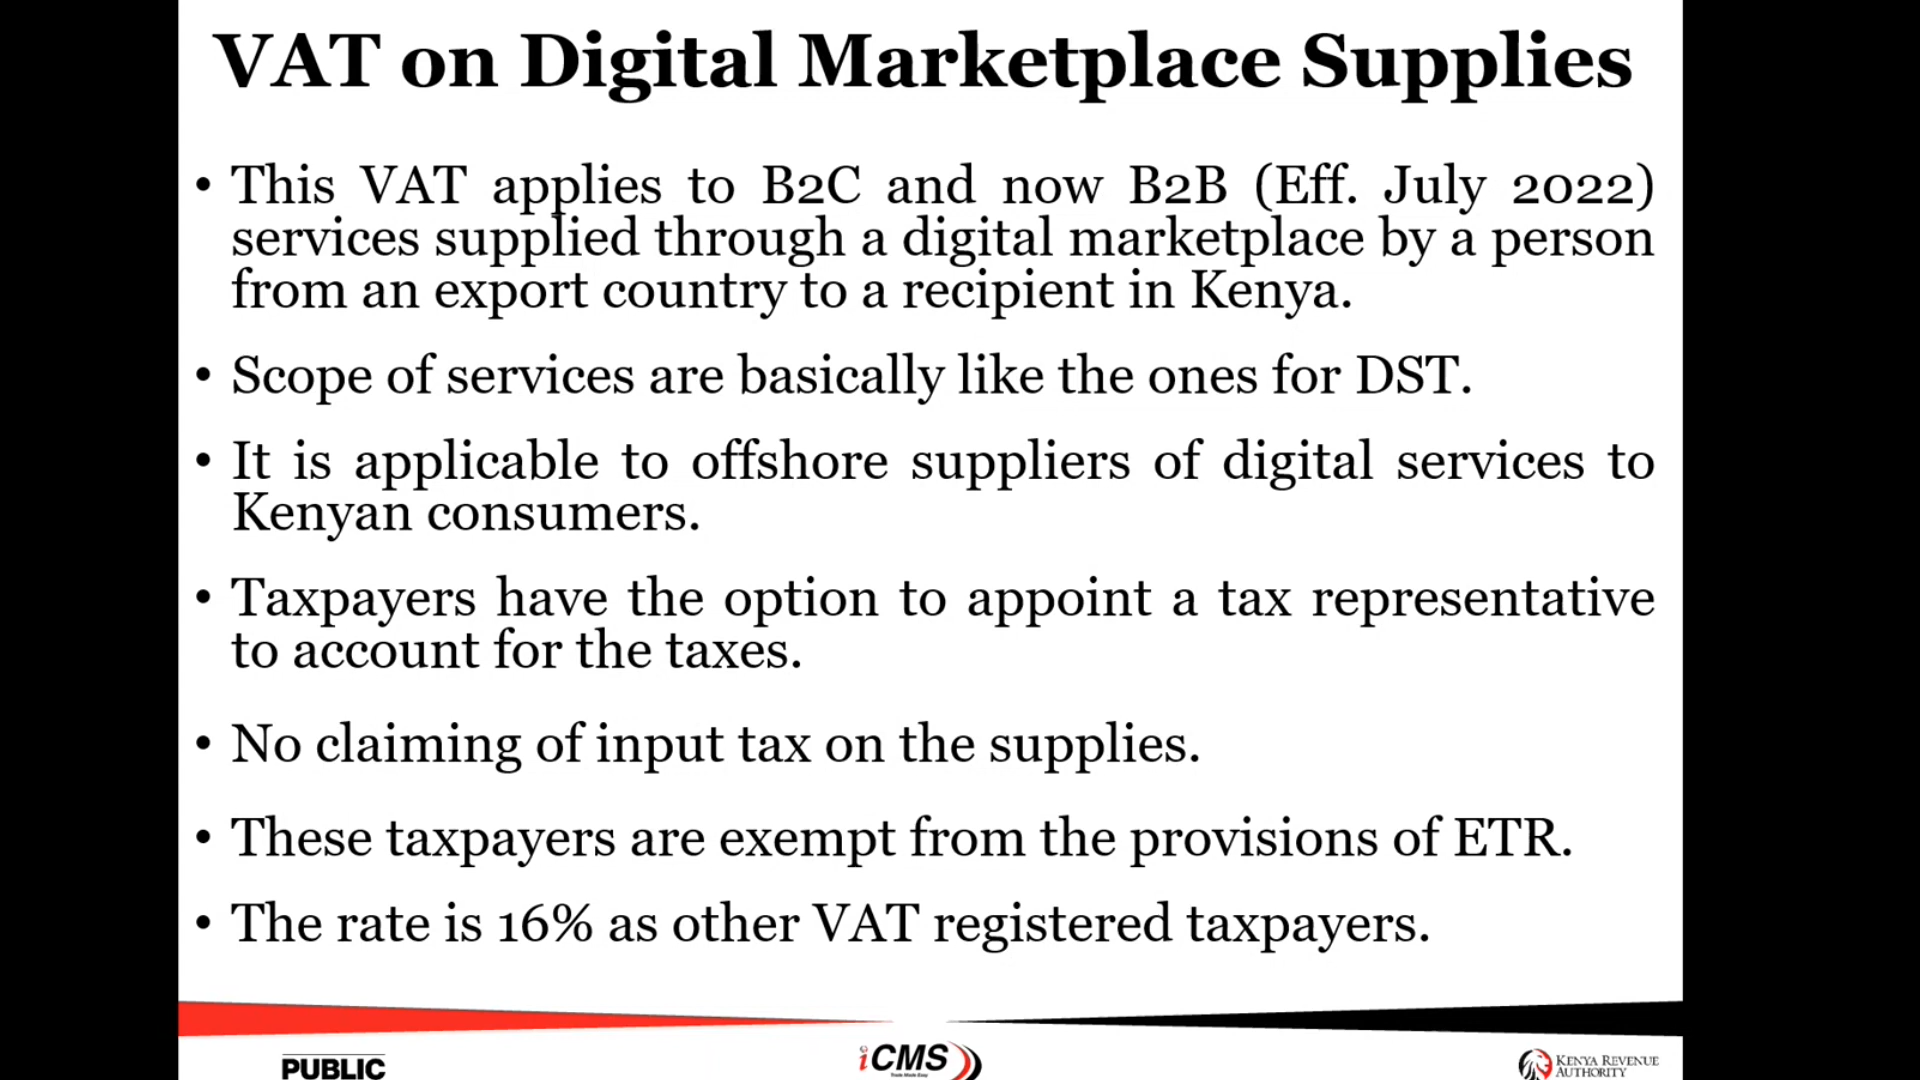 VAT on Digital Marketplace Supplies
• This VAT applies to B2C and now B2B (Eff. July 2022)
services supplied through a digital marketplace by a person
from an export country to a recipient in Kenya.
• Scope of services are basically like the ones for DST.
• It is applicable to offshore suppliers of digital services to
Kenyan consumers.
• Taxpayers have the option to appoint a tax representative
to account for the taxes.
• No claiming of input tax on the supplies.
• These taxpayers are exempt from the provisions of ETR.
• The rate is 16% as other VAT registered taxpayers.
PUBLIC
iCMS
Trade Made Easy
KENYA REVENUE
AUTHORITY